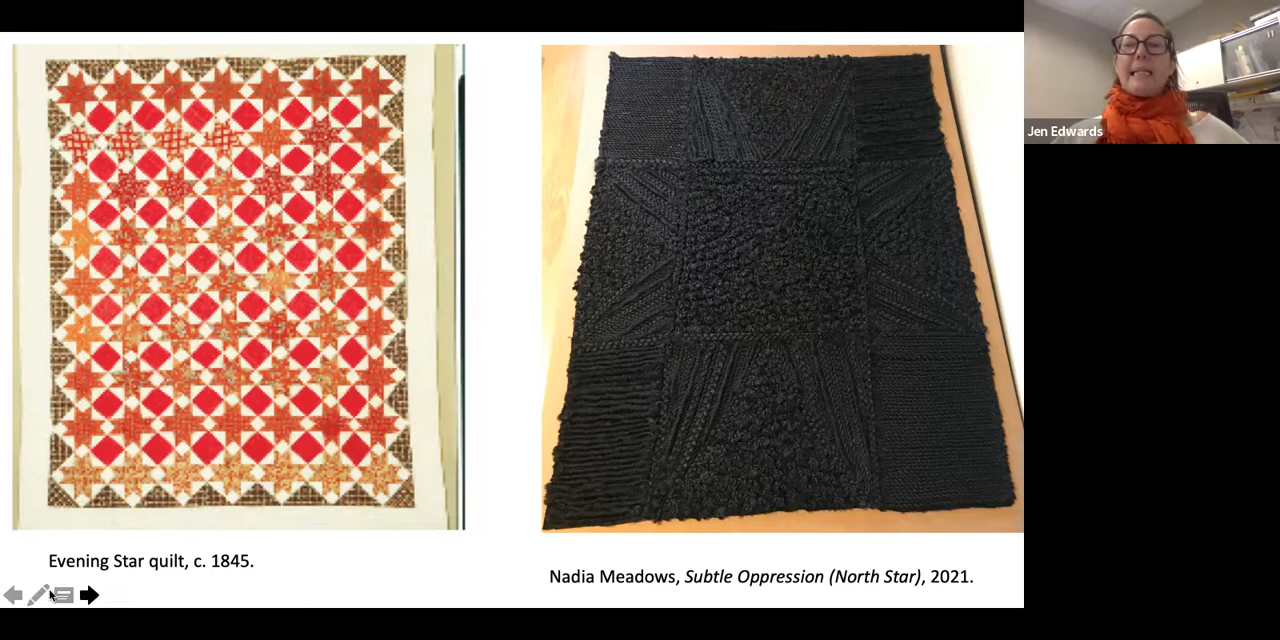 Jen Edwards
Evening Star quilt, c. 1845.
Nadia Meadows, Subtle Oppression (North Star), 2021.